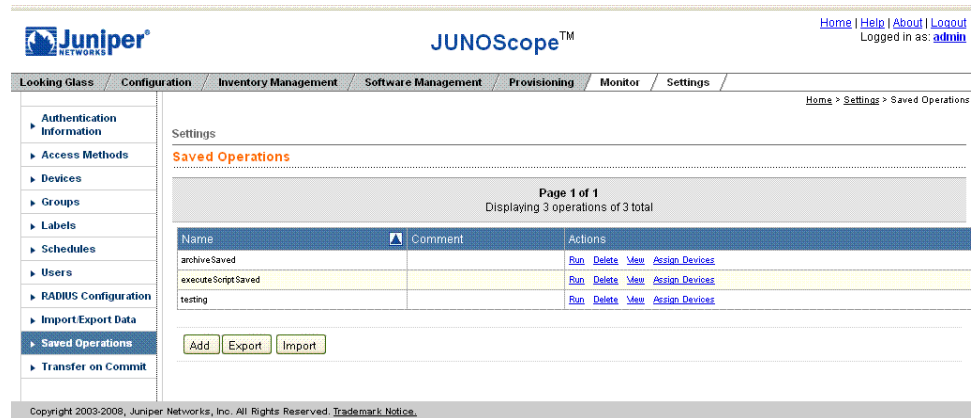 Juniper®
NETWORKS
JUNOScope™
Home | Help | About | Logout
Logged in as: admin
Looking Glass / Configuration / Inventory Management / Software Management / Provisioning / Monitor / Settings /
Home > Settings > Saved Operations
Authentication
Information
Access Methods
Devices
Groups
Labels
Schedules
Users
RADIUS Configuration
Import/Export Data
Saved Operations
Transfer on Commit
Settings
Saved Operations
Page 1 of 1
Displaying 3 operations of 3 total
Name Comment Actions
archiveSaved Run Delete View Assign Devices
executeScriptSaved Run Delete View Assign Devices
testing Run Delete View Assign Devices
Add Export Import
Copyright 2003-2008, Juniper Networks, Inc. All Rights Reserved. Trademark Notice.